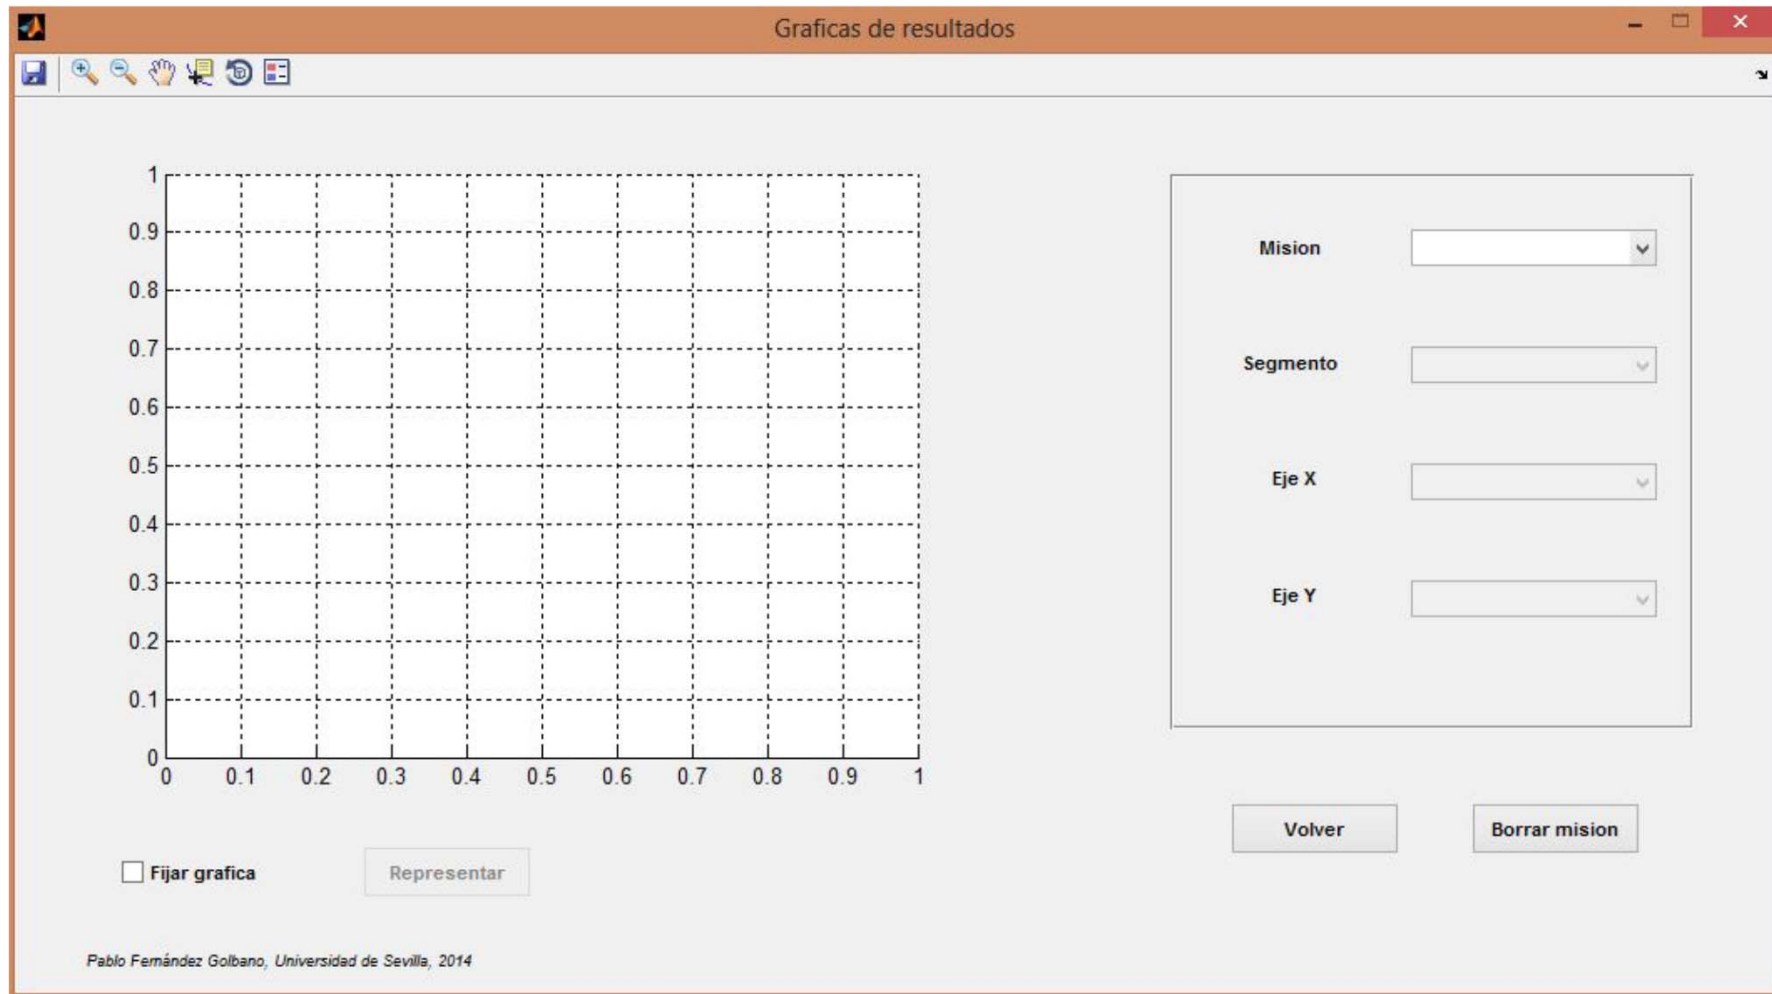 Graficas de resultados
1
0.9
0.8
0.7
0.6
0.5
0.4
0.3
0.2
0.1
0
0 0.1 0.2 0.3 0.4 0.5 0.6 0.7 0.8 0.9 1
Mision
Segmento
Eje X
Eje Y
Volver Borrar mision
Fijar grafica Representar
Pablo Fernández Golbano, Universidad de Sevilla, 2014